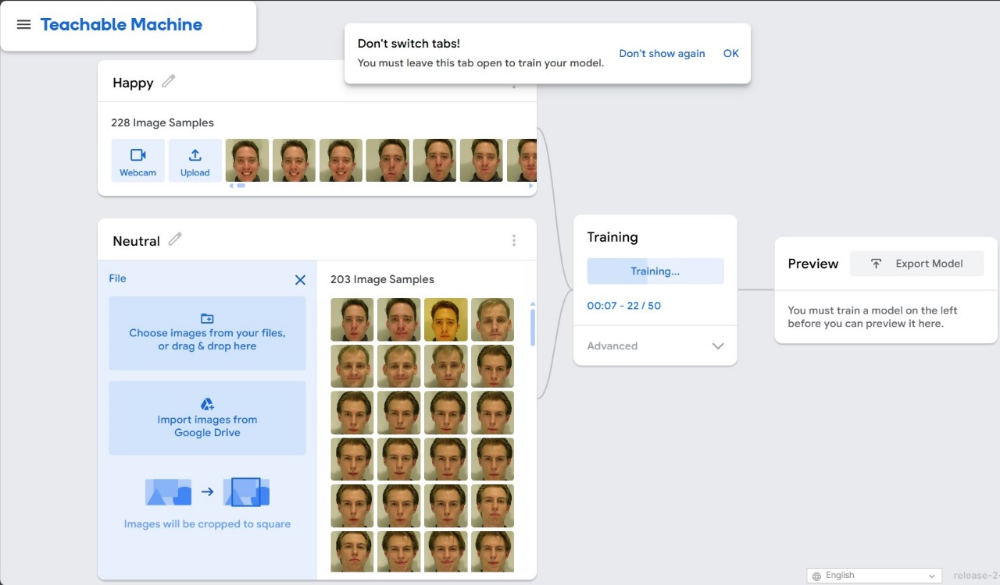 Teachable Machine
Don't switch tabs!
You must leave this tab open to train your model.
Don't show again
OK
Happy
228 Image Samples
Webcam
Upload
Neutral
File
Choose images from your files,
or drag & drop here
Import images from
Google Drive
Images will be cropped to square
203 Image Samples
Training
Training...
00:07 - 22 / 50
Advanced
Preview
Export Model
You must train a model on the left
before you can preview it here.
English
release-2-